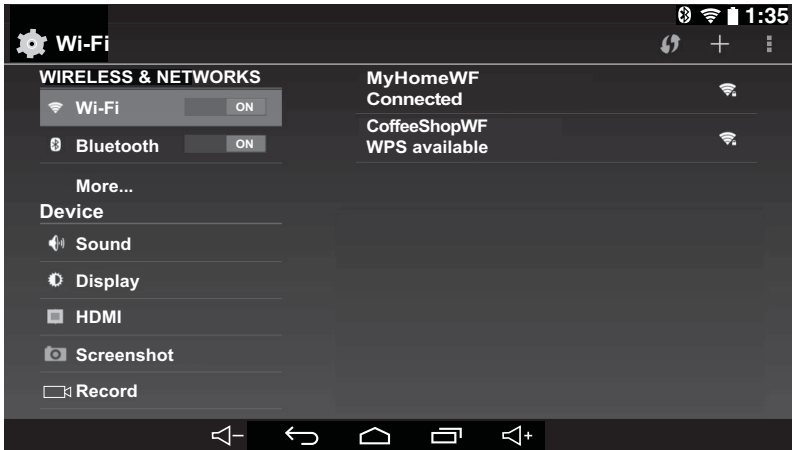 1:35
Wi-Fi
WIRELESS & NETWORKS
Wi-Fi ON
Bluetooth ON
More...
Device
Sound
Display
HDMI
Screenshot
Record
MyHomeWF
Connected
CoffeeShopWF
WPS available